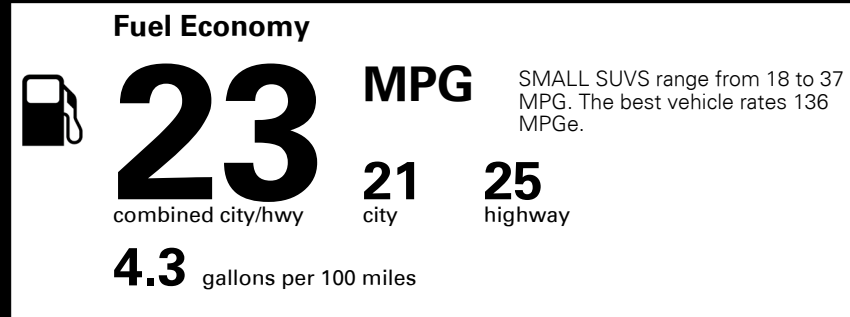 Fuel Economy
23
MPG
SMALL SUVS range from 18 to 37
MPG. The best vehicle rates 136
MPGe.
21
25
combined city/hwy
city
highway
4.3 gallons per 100 miles